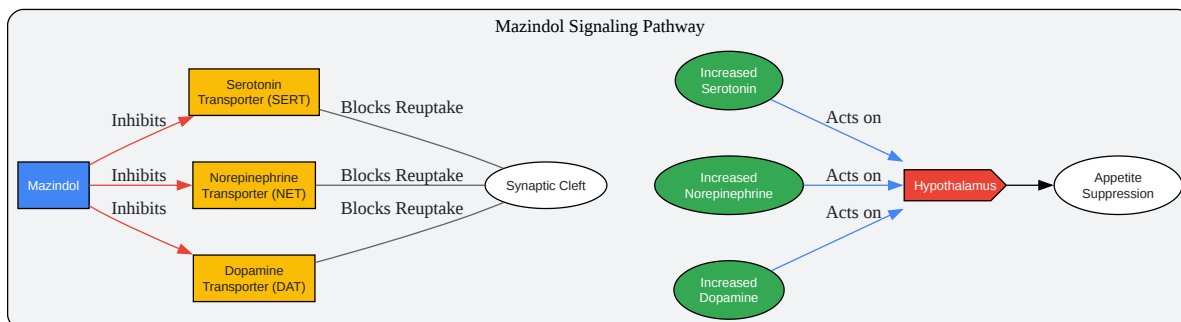 Mazindol Signaling Pathway
Mazindol
Inhibits
Inhibits
Inhibits
Serotonin
Transporter (SERT)
Norepinephrine
Transporter (NET)
Dopamine
Transporter (DAT)
Blocks Reuptake
Blocks Reuptake
Blocks Reuptake
Synaptic Cleft
Increased
Serotonin
Increased
Norepinephrine
Increased
Dopamine
Acts on
Acts on
Acts on
Hypothalamus
Appetite
Suppression